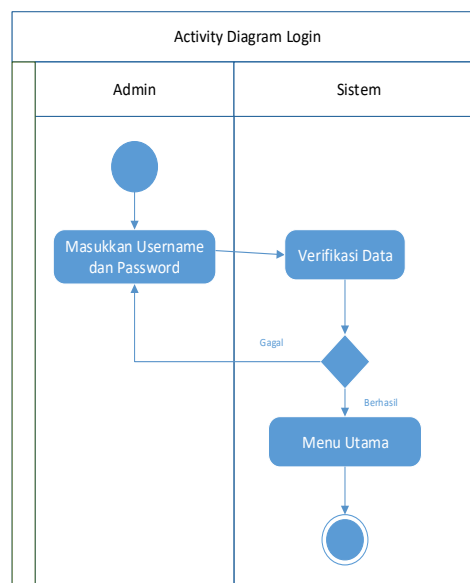 Activity Diagram Login
Admin
Sistem
Masukkan Username
dan Password
Verifikasi Data
Gagal
Berhasil
Menu Utama